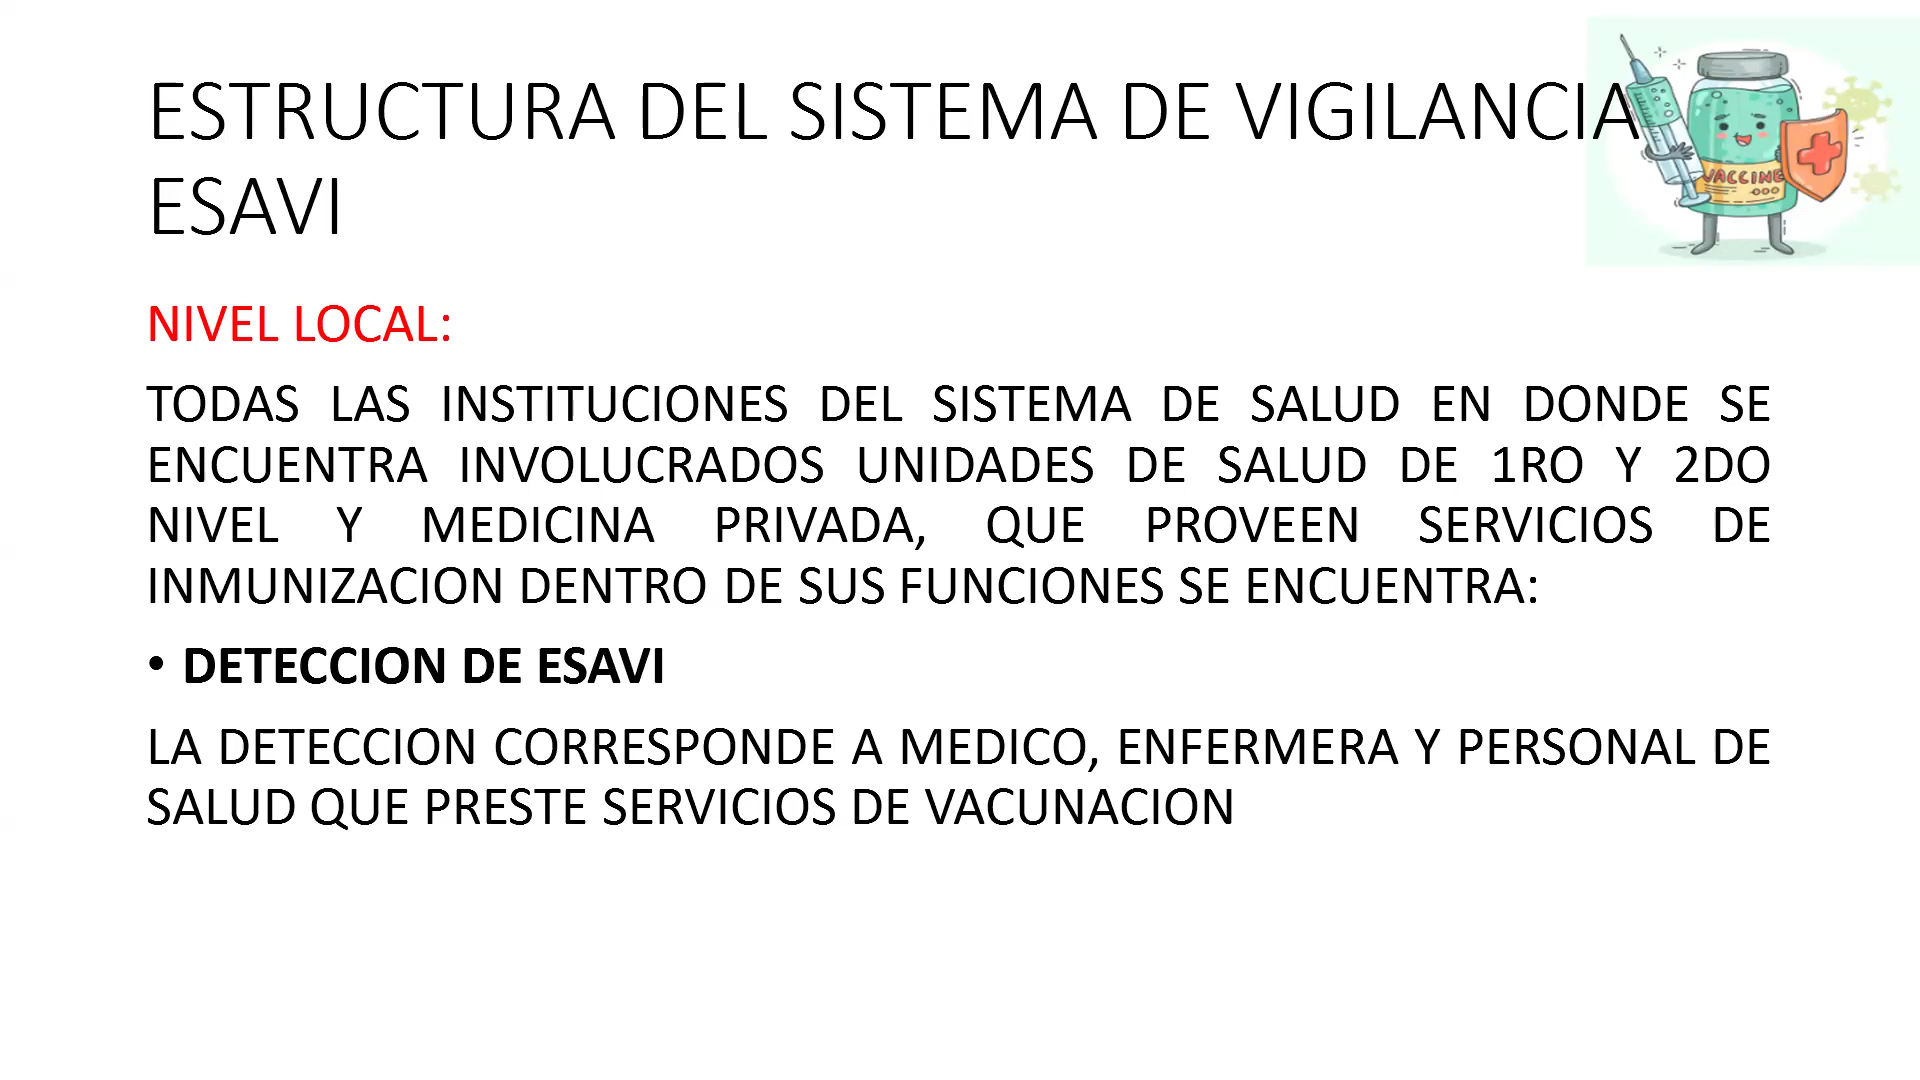 ESTRUCTURA DEL SISTEMA DE VIGILANCIA
ESAVI
VACCINE
NIVEL LOCAL:
TODAS LAS INSTITUCIONES DEL SISTEMA DE SALUD EN DONDE SE
ENCUENTRA INVOLUCRADOS UNIDADES DE SALUD DE 1RO Y 2DO
NIVEL Y MEDICINA PRIVADA, QUE PROVEEN SERVICIOS DE
INMUNIZACION DENTRO DE SUS FUNCIONES SE ENCUENTRA:
• DETECCION DE ESAVI
LA DETECCION CORRESPONDE A MEDICO, ENFERMERA Y PERSONAL DE
SALUD QUE PRESTE SERVICIOS DE VACUNACION